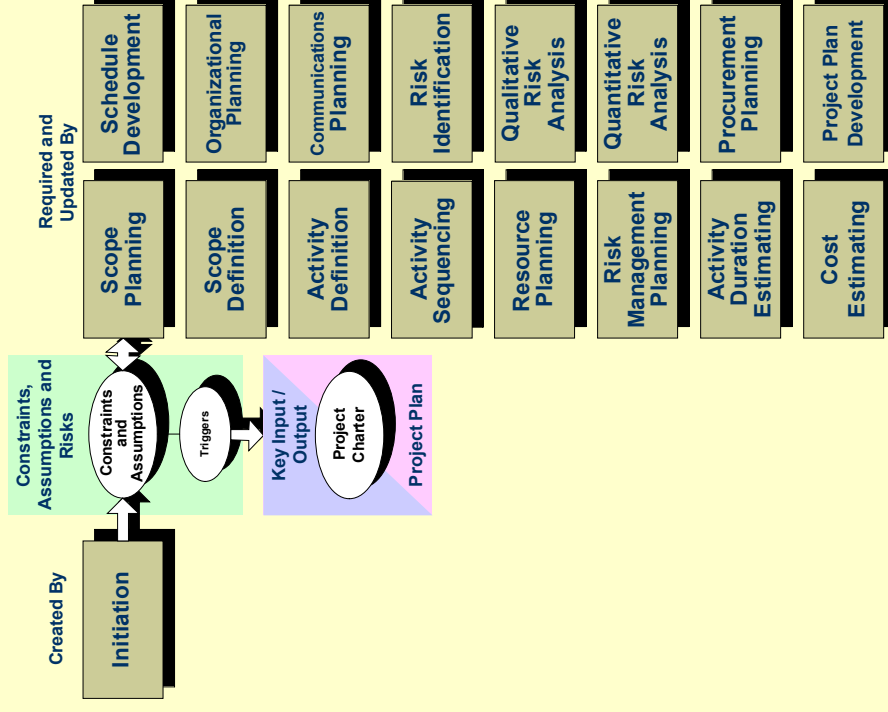 Created By
Initiation
Constraints,
Assumptions and
Risks
Constraints
and
Assumptions
Triggers
Key Input /
Output
Project
Charter
Project Plan
Required and
Updated By
Scope
Planning
Scope
Definition
Activity
Definition
Activity
Sequencing
Resource
Planning
Risk
Management
Planning
Activity
Duration
Estimating
Cost
Estimating
Schedule
Development
Organizational
Planning
Communications
Planning
Risk
Identification
Qualitative
Risk
Analysis
Quantitative
Risk
Analysis
Procurement
Planning
Project Plan
Development